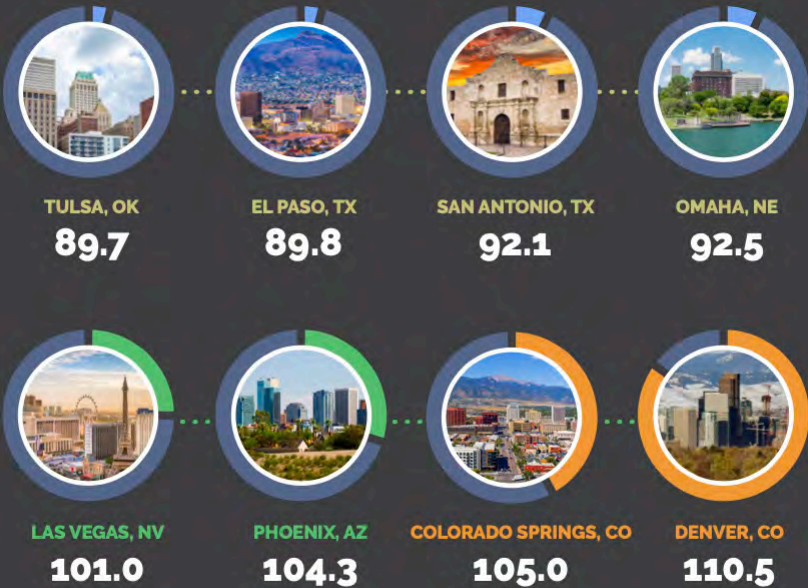 TULSA, OK
89.7
EL PASO, TX
89.8
SAN ANTONIO, TX
92.1
OMAHA, NE
92.5
LAS VEGAS, NV
101.0
PHOENIX, AZ
104.3
COLORADO SPRINGS, CO
105.0
DENVER, CO
110.5